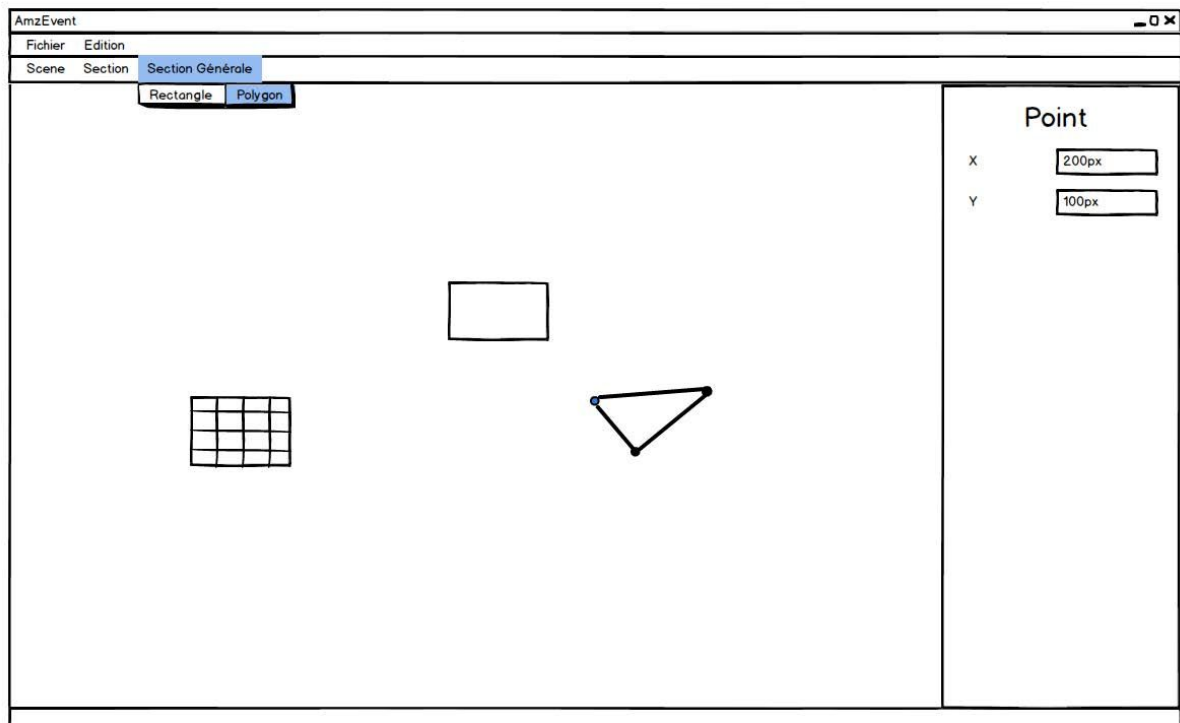 AmzEvent
Fichier Edition
Scene Section Section Générale
Rectangle Polygon
Point
X 200px
Y 100px